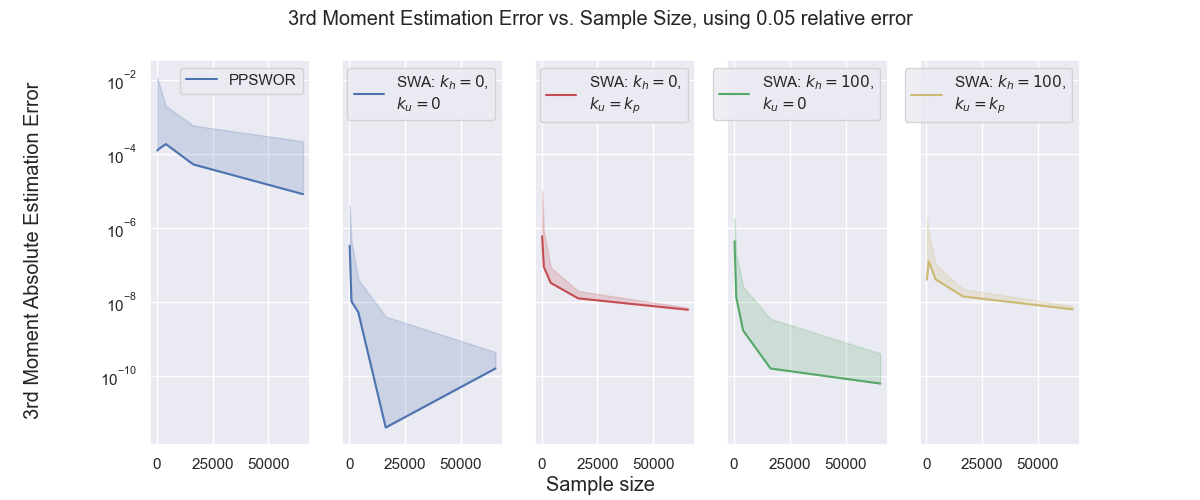 3rd Moment Estimation Error vs. Sample Size, using 0.05 relative error
3rd Moment Absolute Estimation Error
10⁻²
10⁻⁴
10⁻⁶
10⁻⁸
10⁻¹⁰
PPSWOR
0 25000 50000
SWA: k_h = 0,
k_u = 0
0 25000 50000
SWA: k_h = 0,
k_u = k_p
0 25000 50000
SWA: k_h = 100,
k_u = 0
0 25000 50000
SWA: k_h = 100,
k_u = k_p
0 25000 50000
Sample size